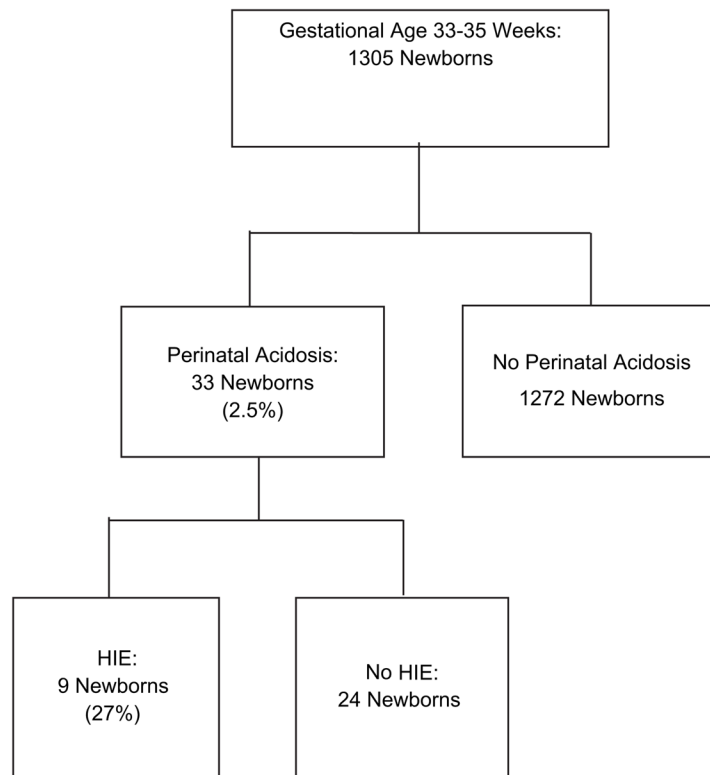 Gestational Age 33-35 Weeks:
1305 Newborns
Perinatal Acidosis:
33 Newborns
(2.5%)
No Perinatal Acidosis
1272 Newborns
HIE:
9 Newborns
(27%)
No HIE:
24 Newborns